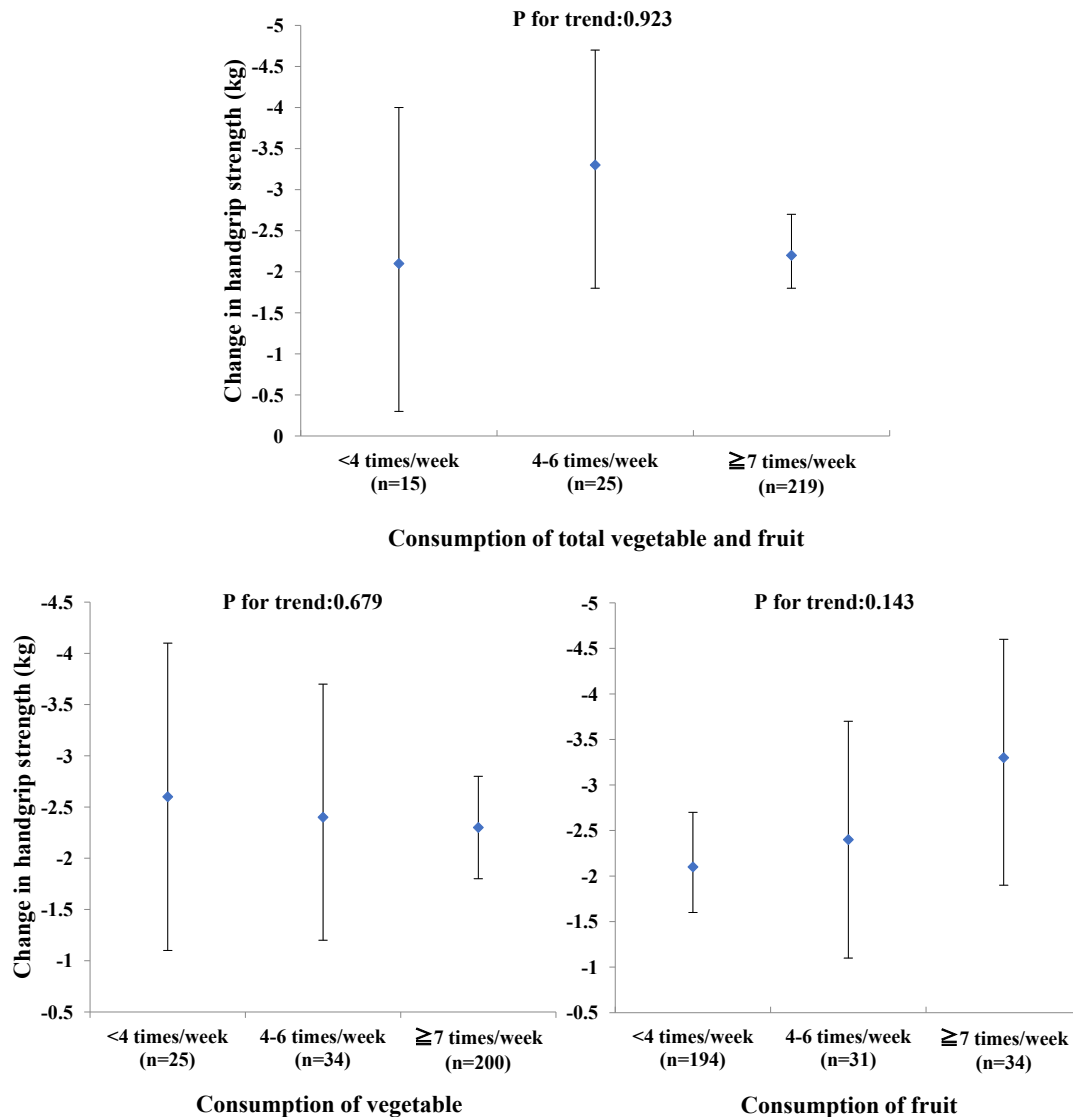 P for trend:0.923
Change in handgrip strength (kg)
-5
-4.5
-4
-3.5
-3
-2.5
-2
-1.5
-1
-0.5
0
<4 times/week
(n=15)
4-6 times/week
(n=25)
≧7 times/week
(n=219)
Consumption of total vegetable and fruit
P for trend:0.679
Change in handgrip strength (kg)
-4.5
-4
-3.5
-3
-2.5
-2
-1.5
-1
-0.5
<4 times/week
(n=25)
4-6 times/week
(n=34)
≧7 times/week
(n=200)
Consumption of vegetable
P for trend:0.143
-5
-4.5
-4
-3.5
-3
-2.5
-2
-1.5
-1
-0.5
<4 times/week
(n=194)
4-6 times/week
(n=31)
≧7 times/week
(n=34)
Consumption of fruit